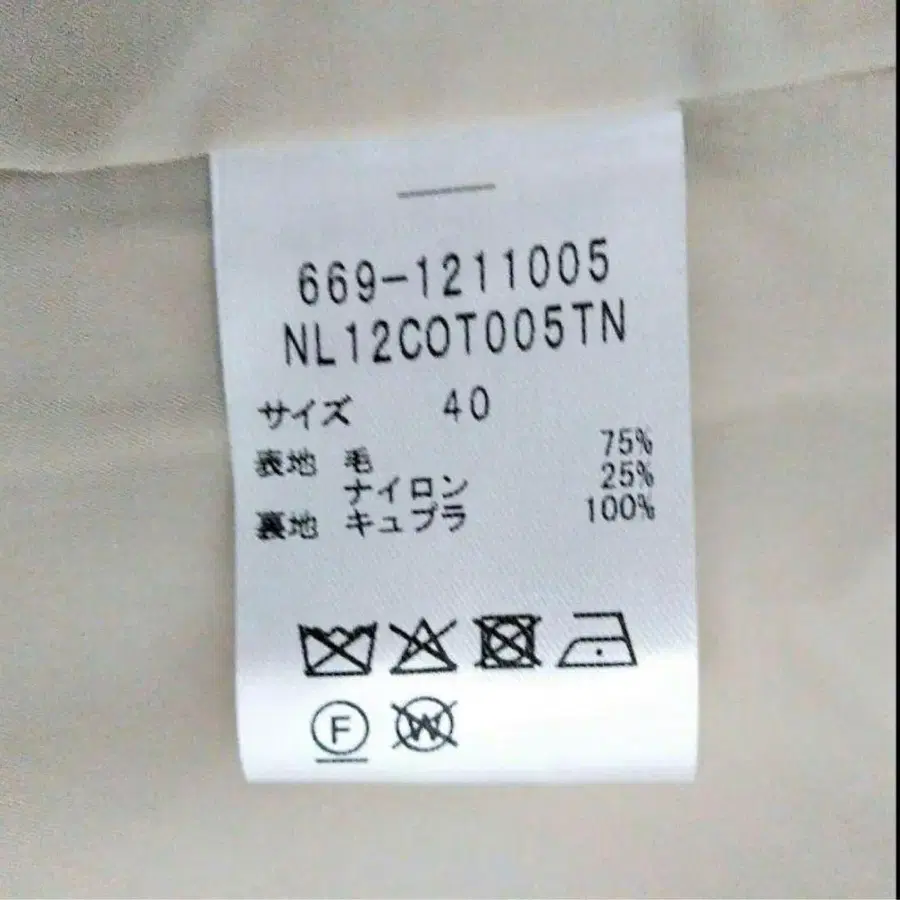 669-1211005
NL12COT005TN
サイズ 40
表地 毛 75%
ナイロン 25%
裏地 キュプラ 100%
F W